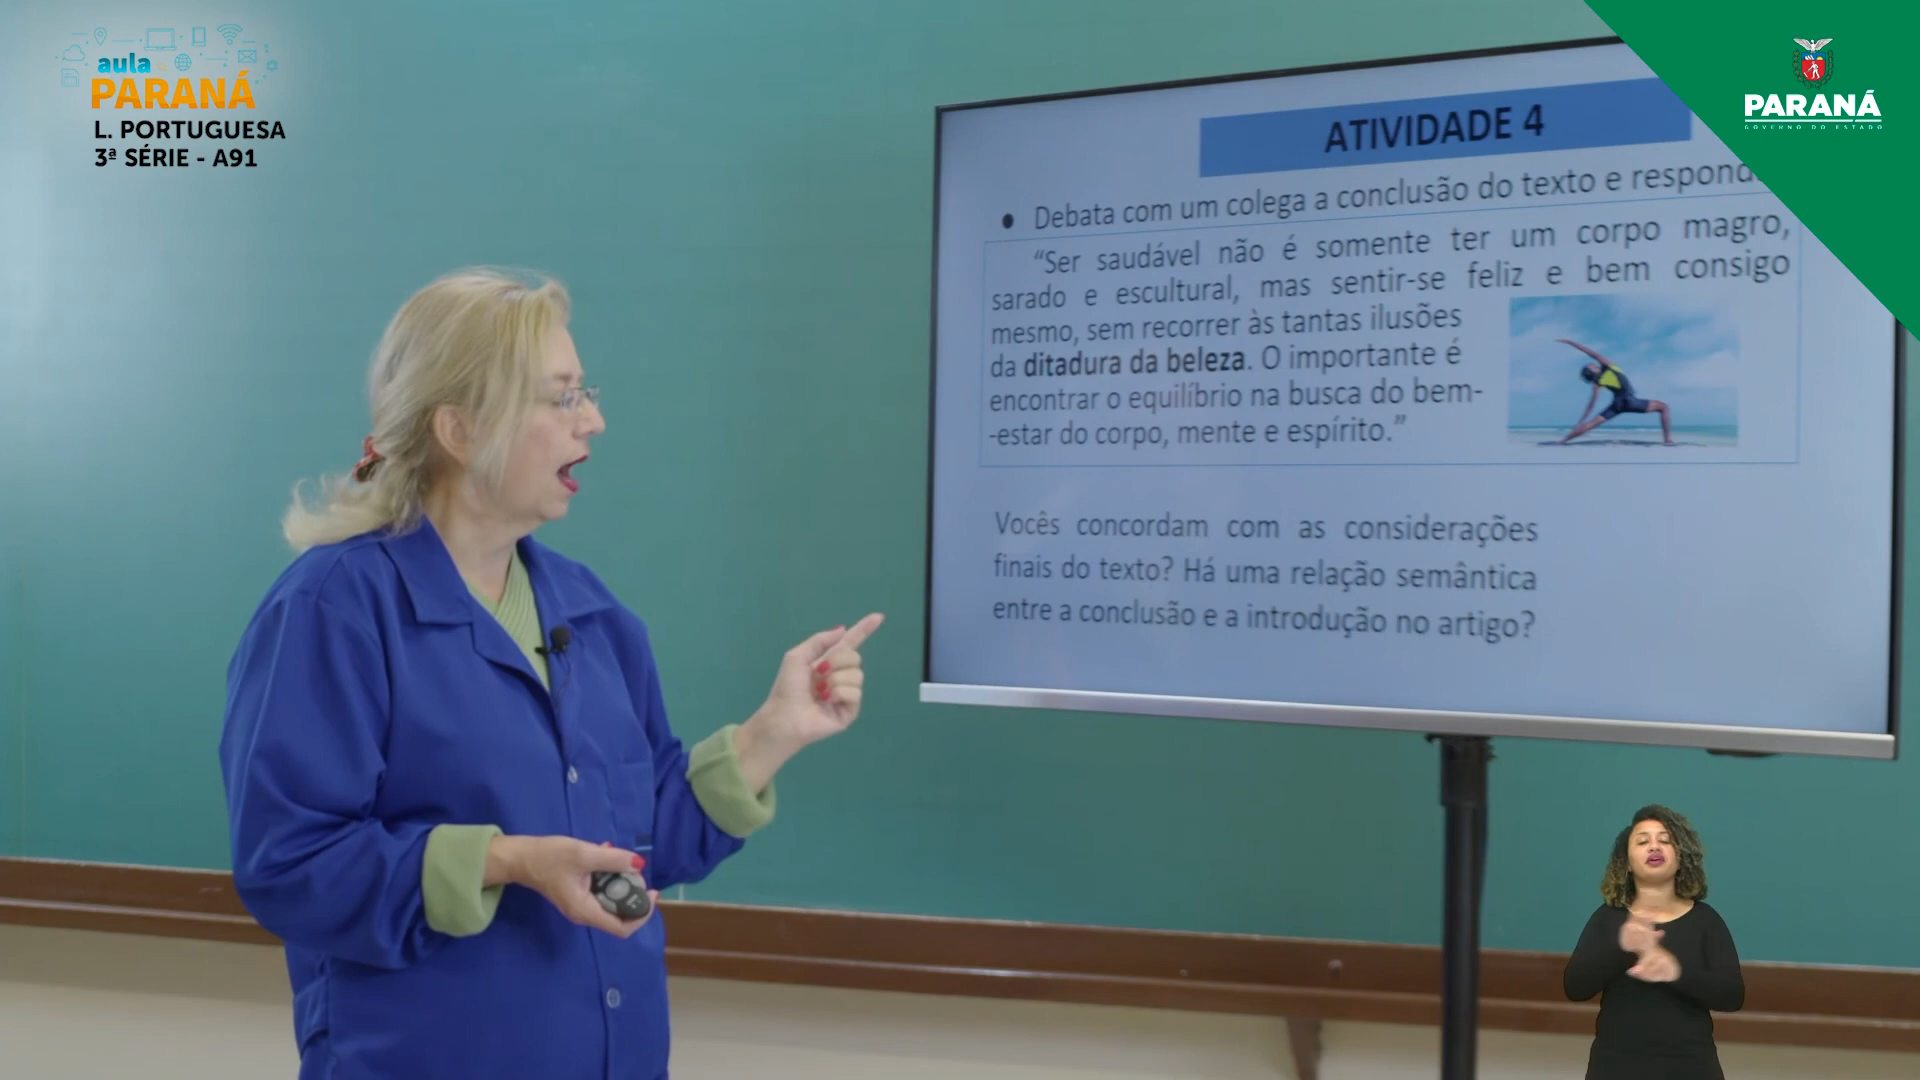 aula
PARANÁ
L. PORTUGUESA
3ª SÉRIE - A91
PARANÁ
GOVERNO DO ESTADO
ATIVIDADE 4
● Debata com um colega a conclusão do texto e
“Ser saudável não é somente ter um corpo magro,
sarado e escultural, mas sentir-se feliz e bem consigo
mesmo, sem recorrer às tantas ilusões
da ditadura da beleza. O importante é
encontrar o equilíbrio na busca do bem-
-estar do corpo, mente e espírito.”
Vocês concordam com as considerações
finais do texto? Há uma relação semântica
entre a conclusão e a introdução no artigo?